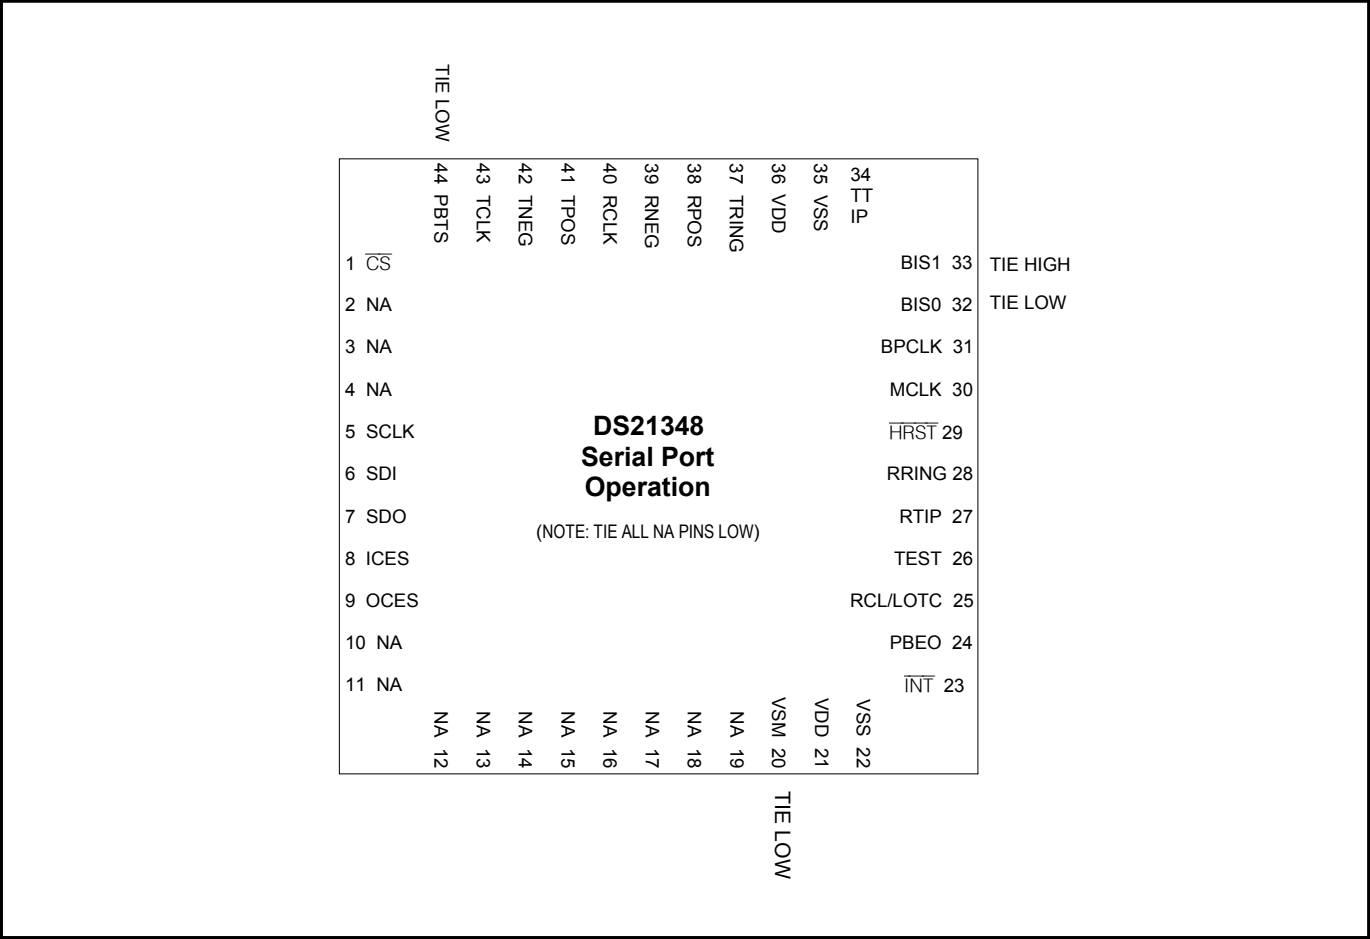 TIE LOW
44 PBTS
43 TCLK
42 TNEG
41 TPOS
40 RCLK
39 RNEG
38 RPOS
37 TRING
36 VDD
35 VSS
34
TT
IP
1 CS
2 NA
3 NA
4 NA
5 SCLK
6 SDI
7 SDO
8 ICES
9 OCES
10 NA
11 NA
DS21348
Serial Port
Operation
(NOTE: TIE ALL NA PINS LOW)
BIS1 33 TIE HIGH
BIS0 32 TIE LOW
BPCLK 31
MCLK 30
HRST 29
RRING 28
RTIP 27
TEST 26
RCL/LOTC 25
PBEO 24
INT 23
NA 12
NA 13
NA 14
NA 15
NA 16
NA 17
NA 18
NA 19
VSM 20
VDD 21
VSS 22
TIE LOW